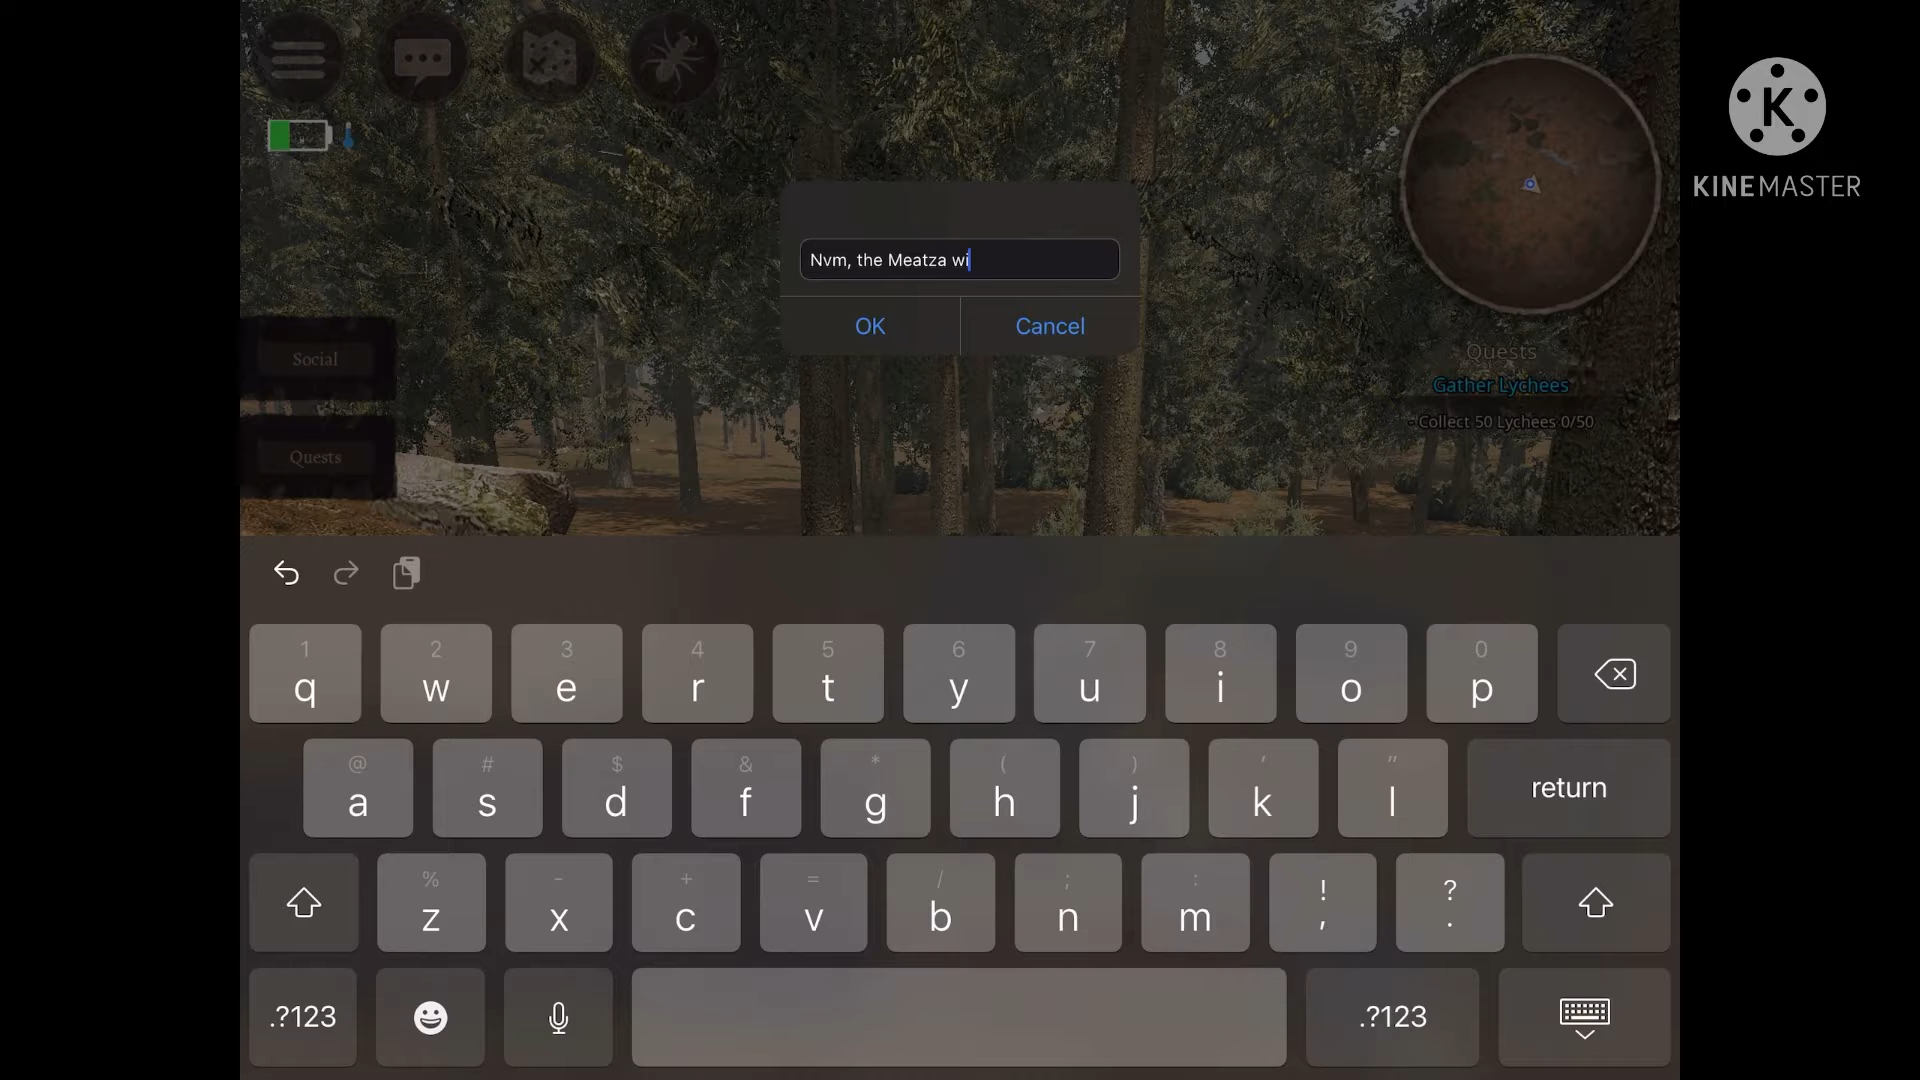 KINEMASTER
Nvm, the Meatza wi
OK Cancel
Social
Quests
Quests
Gather Lychees
- Collect 50 Lychees 0/50
1 2 3 4 5 6 7 8 9 0
q w e r t y u i o p
@ # $ & * ( ) ' "
a s d f g h j k l return
% - + = / ; : ! ?
z x c v b n m , .
.?123 .?123